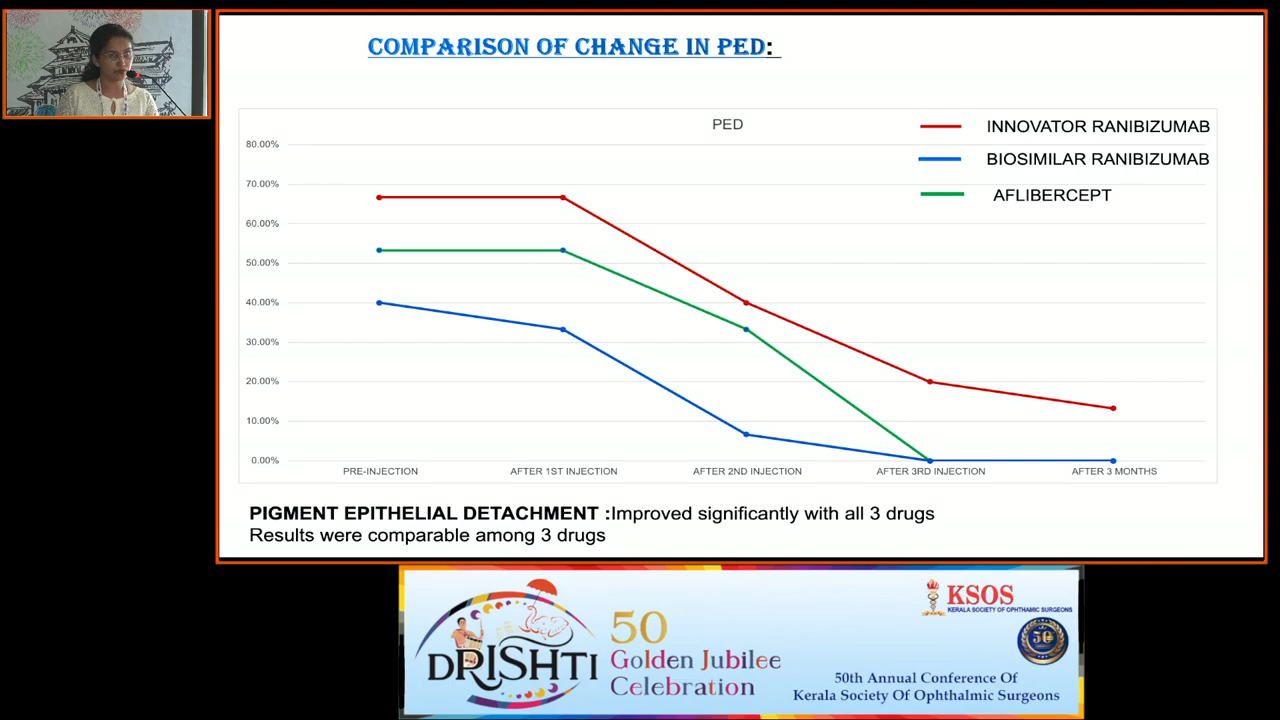 COMPARISON OF CHANGE IN PED:
PED
INNOVATOR RANIBIZUMAB
BIOSIMILAR RANIBIZUMAB
AFLIBERCEPT
80.00%
70.00%
60.00%
50.00%
40.00%
30.00%
20.00%
10.00%
0.00%
PRE-INJECTION
AFTER 1ST INJECTION
AFTER 2ND INJECTION
AFTER 3RD INJECTION
AFTER 3 MONTHS
PIGMENT EPITHELIAL DETACHMENT :Improved significantly with all 3 drugs
Results were comparable among 3 drugs
DRISHTI
50
Golden Jubilee
Celebration
KSOS
KERALA SOCIETY OF OPHTHAMIC SURGEONS
50
50th Annual Conference Of
Kerala Society Of Ophthalmic Surgeons